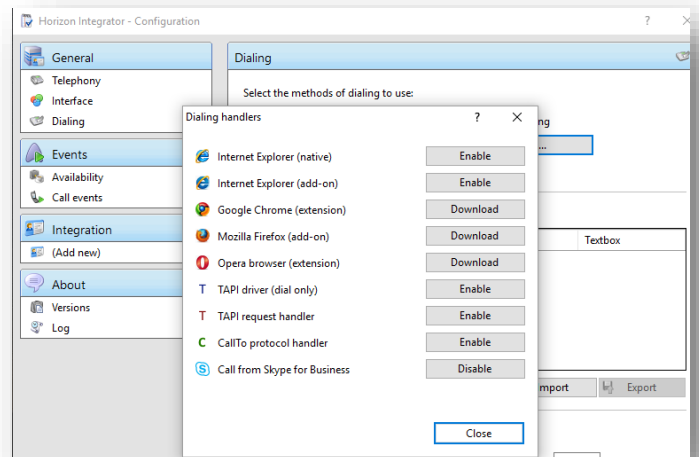 Horizon Integrator - Configuration
?
General
Telephony
Interface
Dialing
Events
Availability
Call events
Integration
(Add new)
About
Versions
Log
Dialing
Select the methods of dialing to use:
ng
...
Textbox
mport
Export
Dialing handlers
?
Internet Explorer (native) Enable
Internet Explorer (add-on) Enable
Google Chrome (extension) Download
Mozilla Firefox (add-on) Download
Opera browser (extension) Download
T TAPI driver (dial only) Enable
T TAPI request handler Enable
C CallTo protocol handler Enable
S Call from Skype for Business Disable
Close